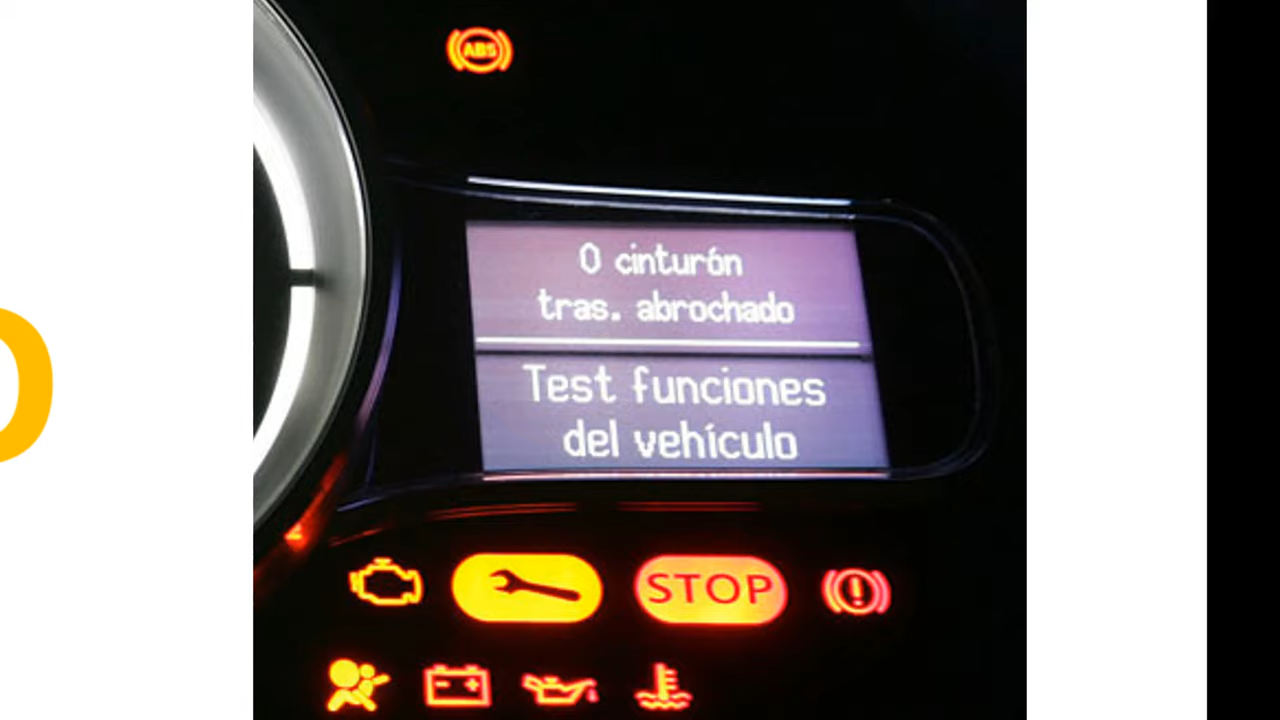 ABS
0 cinturón
tras. abrochado
Test funciones
del vehículo
STOP